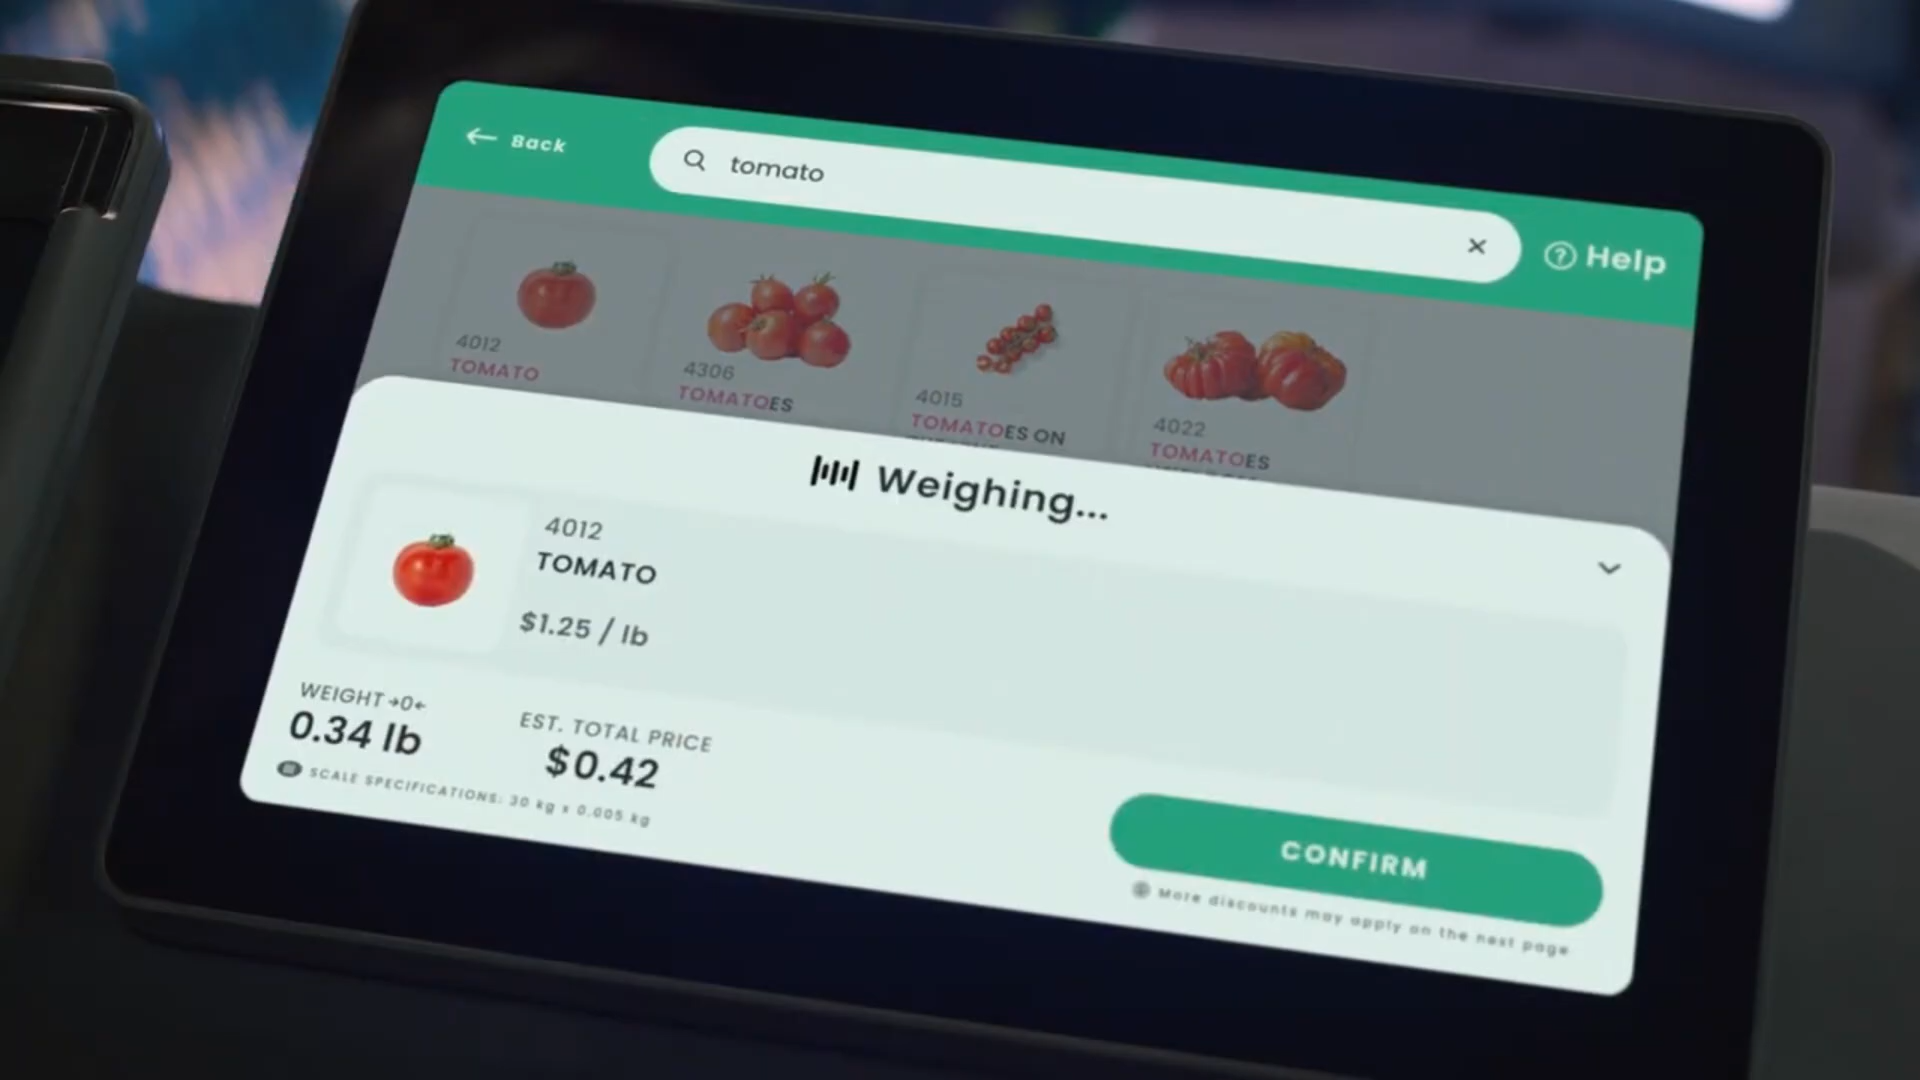 ← Back
tomato
×
? Help
4012
TOMATO
4306
TOMATOES
4015
TOMATOES ON
4022
TOMATOES
Weighing...
4012
TOMATO
$1.25 / lb
WEIGHT →0←
0.34 lb
EST. TOTAL PRICE
$0.42
SCALE SPECIFICATIONS: 30 kg x 0.005 kg
CONFIRM
More discounts may apply on the next page